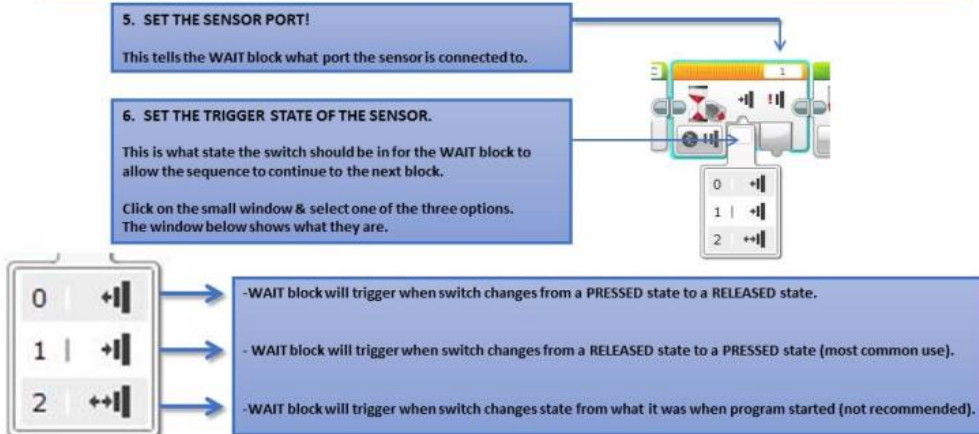 5. SET THE SENSOR PORT!
This tells the WAIT block what port the sensor is connected to.
1
6. SET THE TRIGGER STATE OF THE SENSOR.
This is what state the switch should be in for the WAIT block to
allow the sequence to continue to the next block.
Click on the small window & select one of the three options.
The window below shows what they are.
0
1
2
0
-WAIT block will trigger when switch changes from a PRESSED state to a RELEASED state.
1
- WAIT block will trigger when switch changes from a RELEASED state to a PRESSED state (most common use).
2
-WAIT block will trigger when switch changes state from what it was when program started (not recommended).